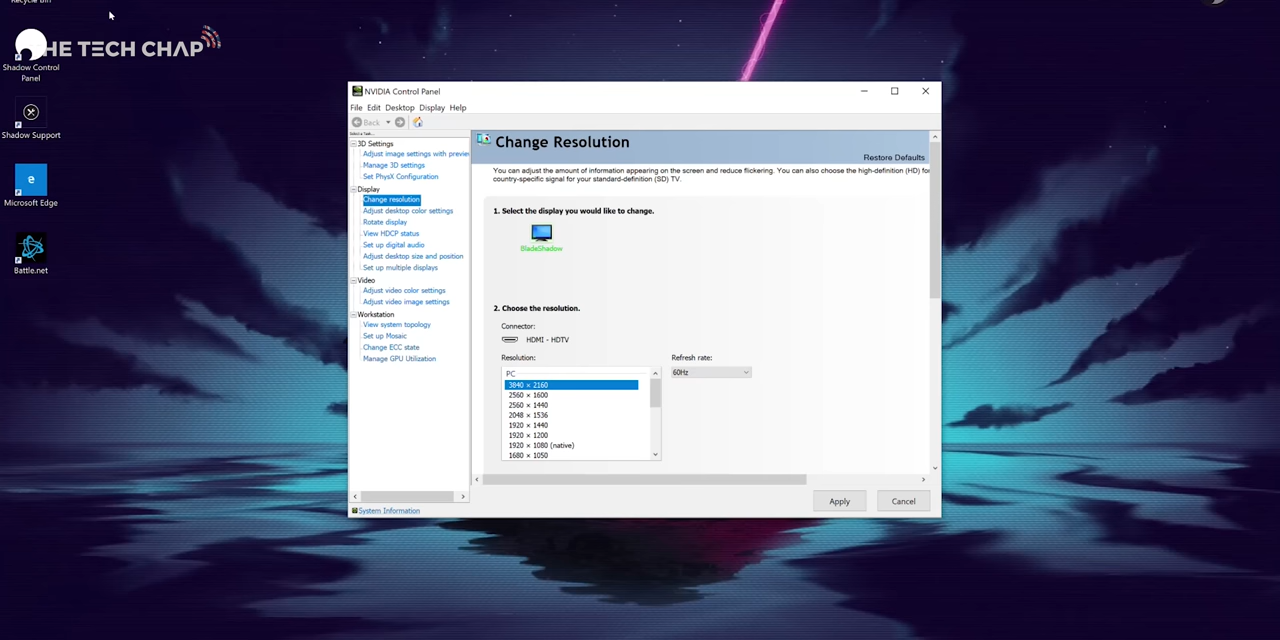 Recycle Bin
THE TECH CHAP
Shadow Control
Panel
Shadow Support
Microsoft Edge
Battle.net
NVIDIA Control Panel
File Edit Desktop Display Help
Back
Select a Task...
3D Settings
Adjust image settings with preview
Manage 3D settings
Set PhysX Configuration
Display
Change resolution
Adjust desktop color settings
Rotate display
View HDCP status
Set up digital audio
Adjust desktop size and position
Set up multiple displays
Video
Adjust video color settings
Adjust video image settings
Workstation
View system topology
Set up Mosaic
Change ECC state
Manage GPU Utilization
System Information
Change Resolution
Restore Defaults
You can adjust the amount of information appearing on the screen and reduce flickering. You can also choose the high-definition (HD) for
country-specific signal for your standard-definition (SD) TV.
1. Select the display you would like to change.
BladeShadow
2. Choose the resolution.
Connector:
HDMI - HDTV
Resolution:
Refresh rate:
60Hz
PC
3840 × 2160
2560 × 1600
2560 × 1440
2048 × 1536
1920 × 1440
1920 × 1200
1920 × 1080 (native)
1680 × 1050
Apply
Cancel